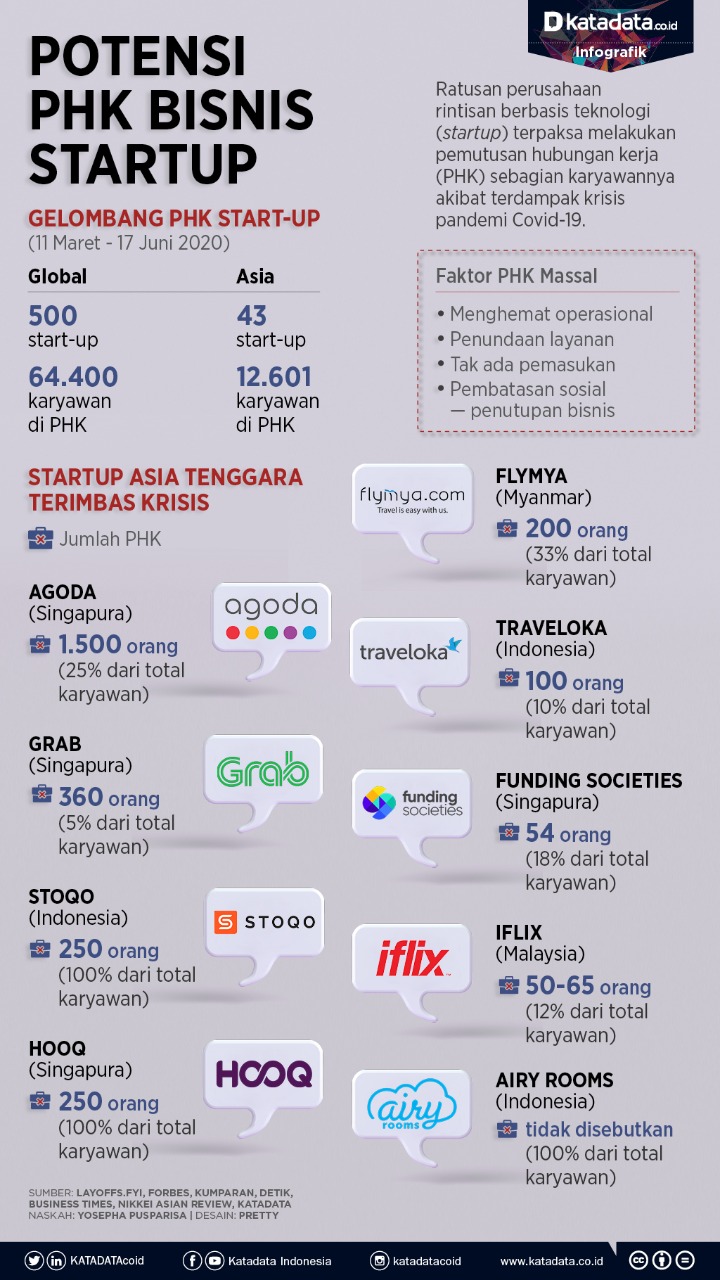 Dkatadata.co.id
Infografik
POTENSI
PHK BISNIS
STARTUP
Ratusan perusahaan
rintisan berbasis teknologi
(startup) terpaksa melakukan
pemutusan hubungan kerja
(PHK) sebagian karyawannya
akibat terdampak krisis
pandemi Covid-19.
GELOMBANG PHK START-UP
(11 Maret - 17 Juni 2020)
Global
500
start-up
64.400
karyawan
di PHK
Asia
43
start-up
12.601
karyawan
di PHK
Faktor PHK Massal
• Menghemat operasional
• Penundaan layanan
• Tak ada pemasukan
• Pembatasan sosial
— penutupan bisnis
STARTUP ASIA TENGGARA
TERIMBAS KRISIS
Jumlah PHK
AGODA
(Singapura)
1.500 orang
(25% dari total
karyawan)
agoda
GRAB
(Singapura)
360 orang
(5% dari total
karyawan)
Grab
STOQO
(Indonesia)
250 orang
(100% dari total
karyawan)
S STOQO
HOOQ
(Singapura)
250 orang
(100% dari total
karyawan)
HOOQ
flymya.com
Travel is easy with us.
FLYMYA
(Myanmar)
200 orang
(33% dari total
karyawan)
traveloka
TRAVELOKA
(Indonesia)
100 orang
(10% dari total
karyawan)
funding
societies
FUNDING SOCIETIES
(Singapura)
54 orang
(18% dari total
karyawan)
iflix
IFLIX
(Malaysia)
50-65 orang
(12% dari total
karyawan)
airy
rooms
AIRY ROOMS
(Indonesia)
tidak disebutkan
(100% dari total
karyawan)
SUMBER: LAYOFFS.FYI, FORBES, KUMPARAN, DETIK,
BUSINESS TIMES, NIKKEI ASIAN REVIEW, KATADATA
NASKAH: YOSEPHA PUSPARISA | DESAIN: PRETTY
KATADATAcoid
Katadata Indonesia
katadatacoid
www.katadata.co.id